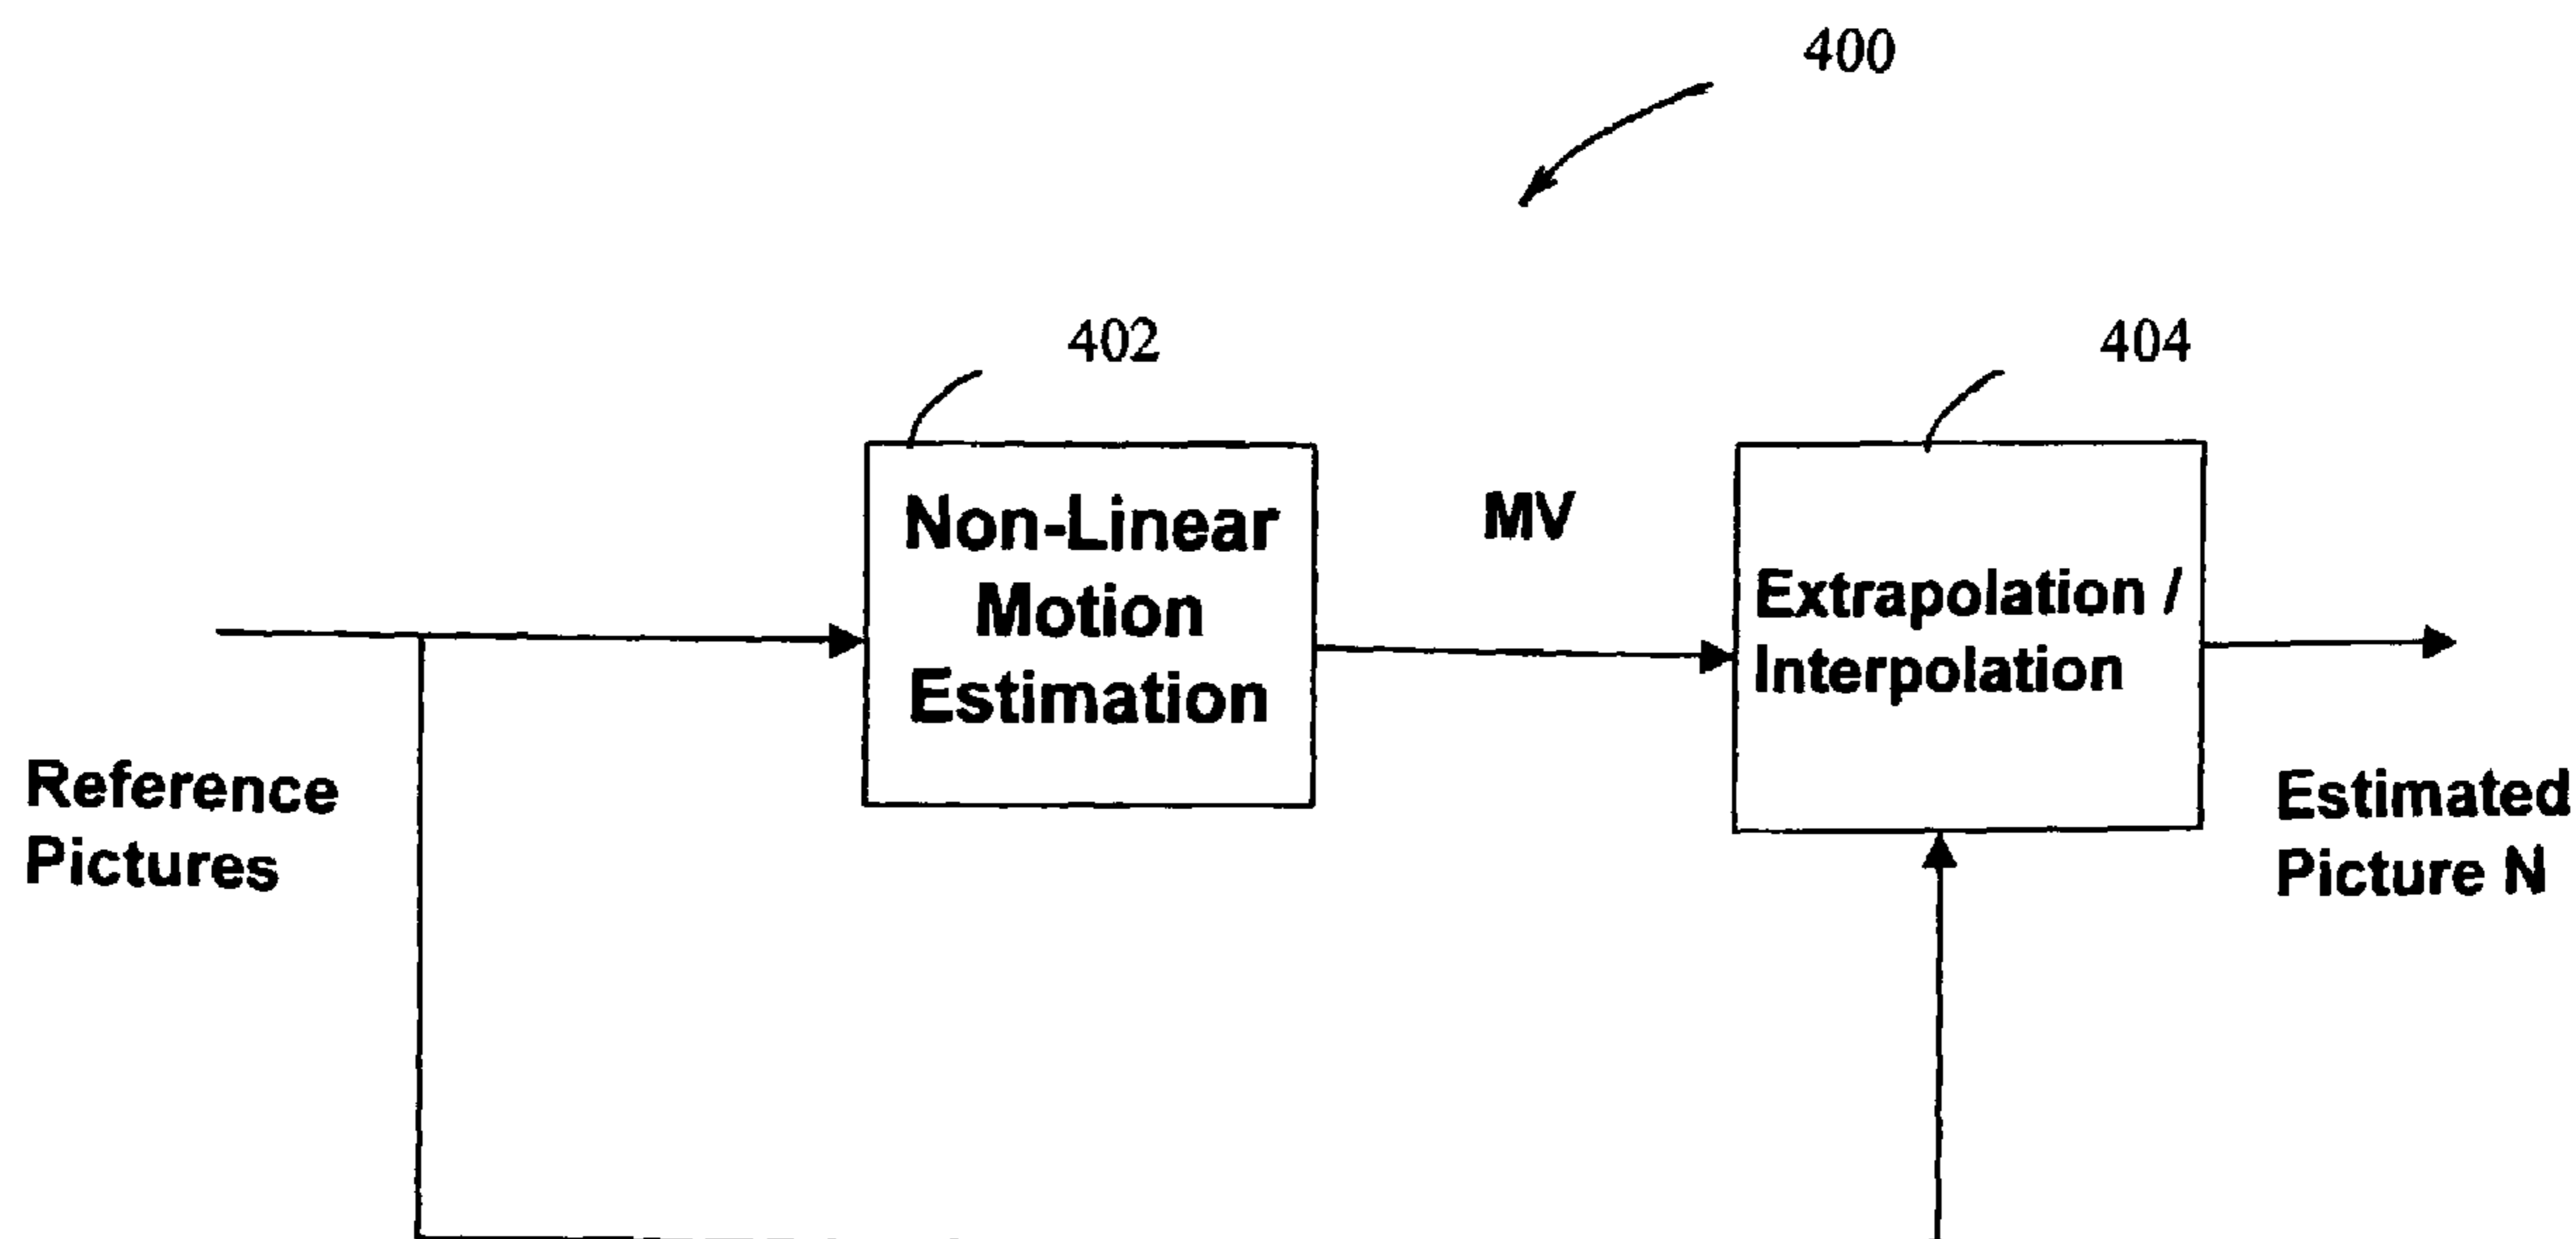 400
402
404
Non-Linear
Motion
Estimation
MV
Extrapolation /
Interpolation
Reference
Pictures
Estimated
Picture N